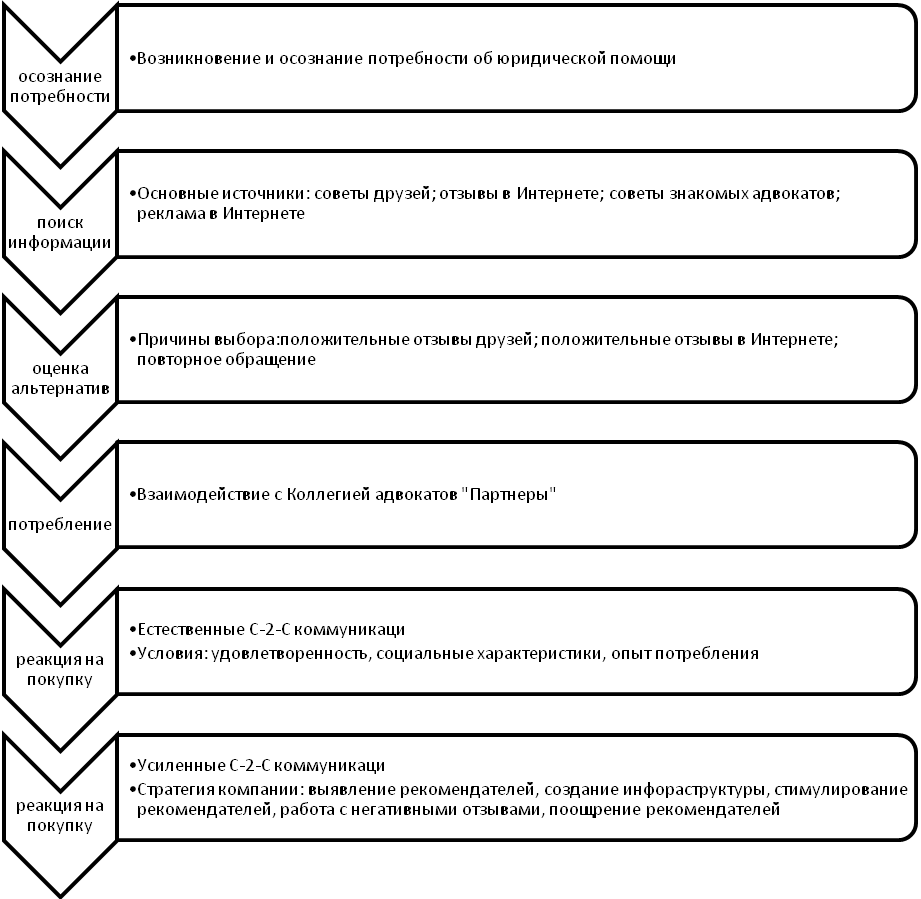 осознание
потребности
•Возникновение и осознание потребности об юридической помощи
поиск
информации
•Основные источники: советы друзей; отзывы в Интернете; советы знакомых адвокатов;
реклама в Интернете
оценка
альтернатив
•Причины выбора:положительные отзывы друзей; положительные отзывы в Интернете;
повторное обращение
потребление
•Взаимодействие с Коллегией адвокатов "Партнеры"
реакция на
покупку
•Естественные С-2-С коммуникаци
•Условия: удовлетворенность, социальные характеристики, опыт потребления
реакция на
покупку
•Усиленные С-2-С коммуникаци
•Стратегия компании: выявление рекомендателей, создание инфораструктуры, стимулирование
рекомендателей, работа с негативными отзывами, поощрение рекомендателей